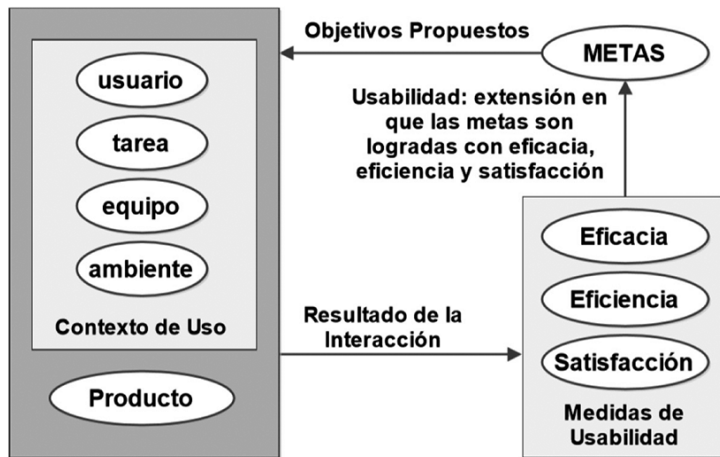 usuario
tarea
equipo
ambiente
Contexto de Uso
Producto
Objetivos Propuestos
METAS
Usabilidad: extensión en
que las metas son
logradas con eficacia,
eficiencia y satisfacción
Resultado de la
Interacción
Eficacia
Eficiencia
Satisfacción
Medidas de
Usabilidad